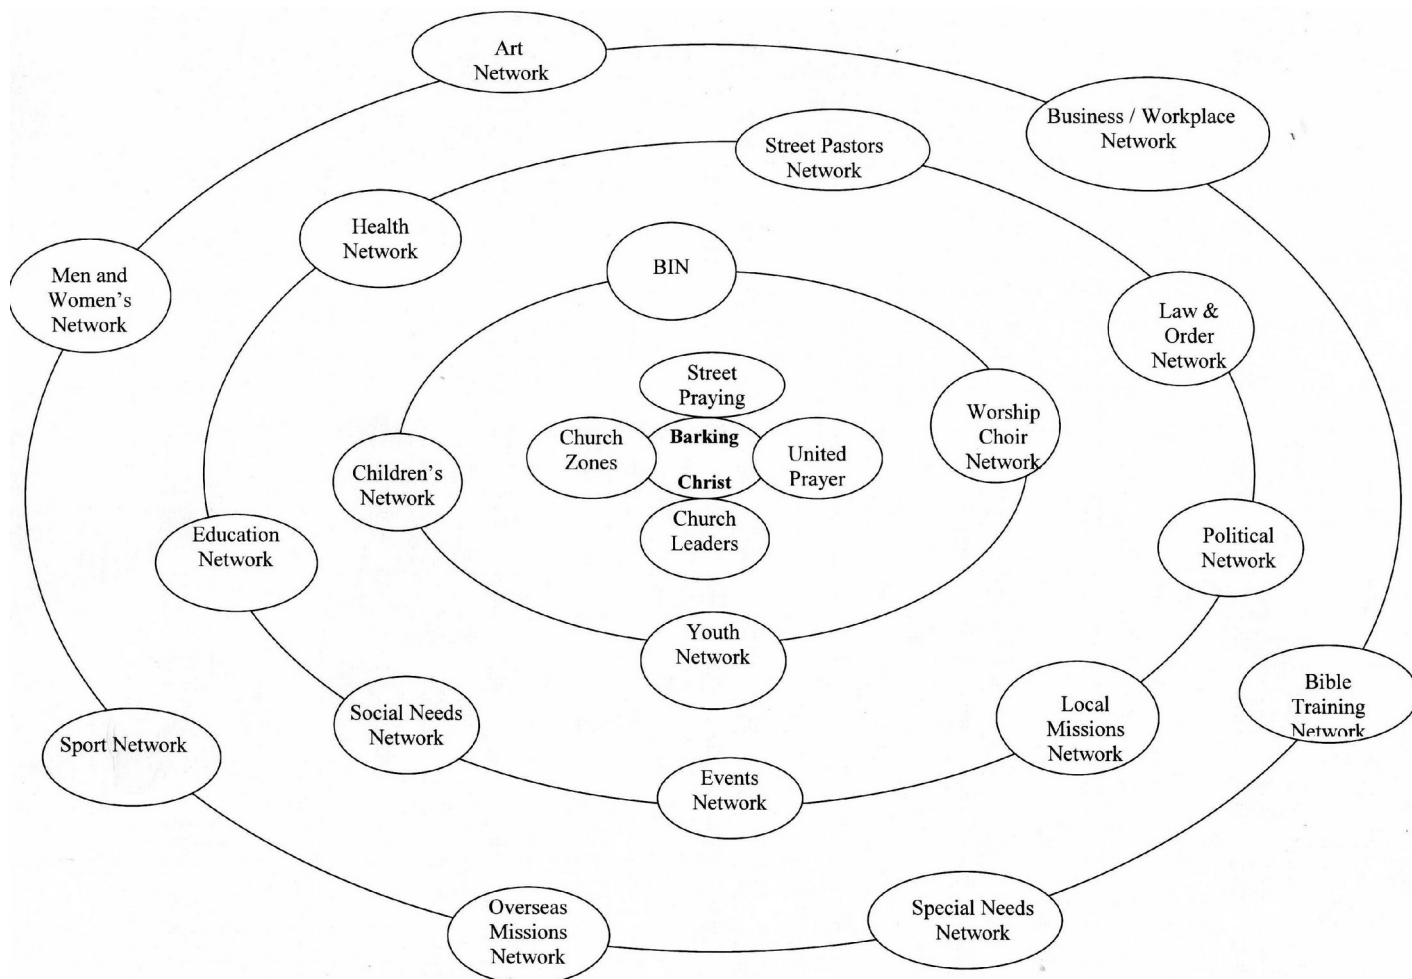 Art
Network
Business / Workplace
Network
Street Pastors
Network
Health
Network
Men and
Women's
Network
BIN
Law &
Order
Network
Street
Praying
Worship
Choir
Network
Church
Zones
Barking
Christ
United
Prayer
Children's
Network
Church
Leaders
Education
Network
Political
Network
Youth
Network
Social Needs
Network
Local
Missions
Network
Bible
Training
Network
Sport Network
Events
Network
Overseas
Missions
Network
Special Needs
Network